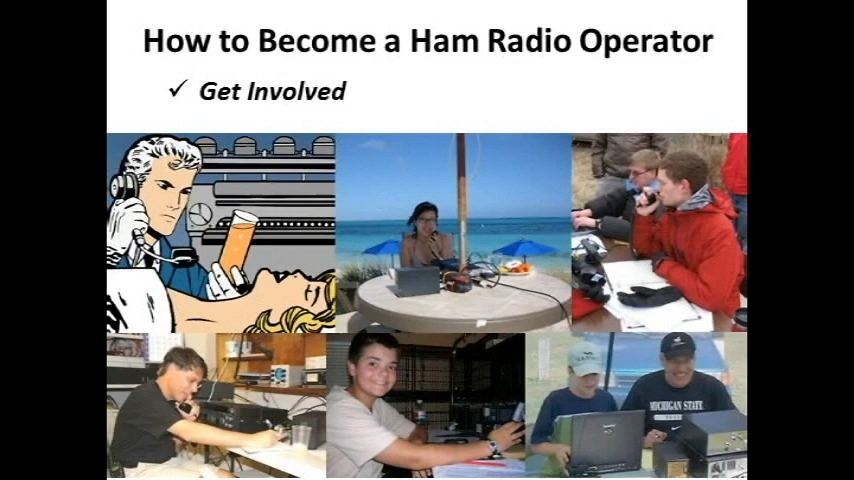 How to Become a Ham Radio Operator
✓ Get Involved
MICHIGAN STATE